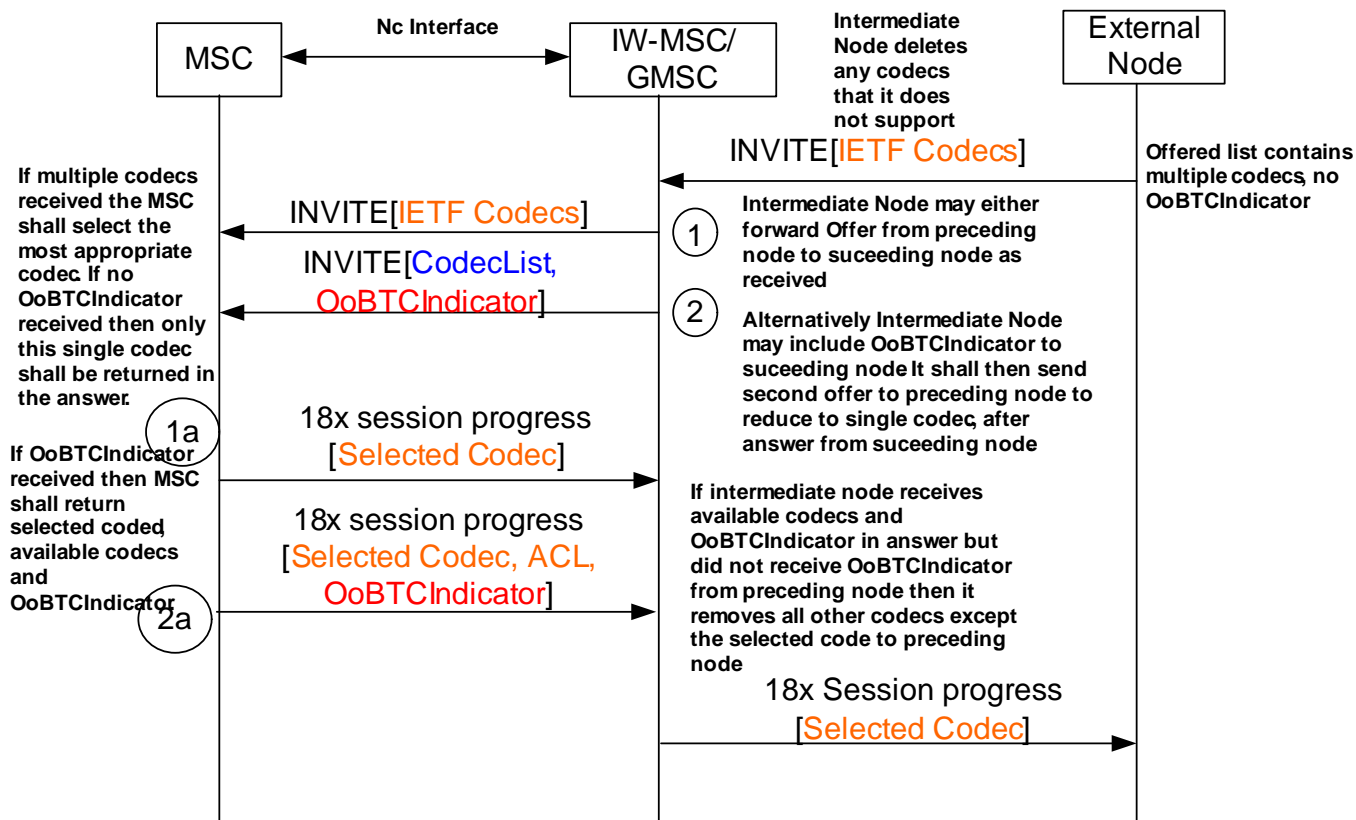 MSC
Nc Interface
IW-MSC/
GMSC
Intermediate
Node deletes
any codecs
that it does
not support
External
Node
INVITE[IETF Codecs]
Offered list contains
multiple codecs, no
OoBTCIndicator
If multiple codecs
received the MSC
shall select the
most appropriate
codec. If no
OoBTCIndicator
received then only
this single codec
shall be returned in
the answer.
INVITE[IETF Codecs]
1
Intermediate Node may either
forward Offer from preceding
node to suceeding node as
received
INVITE[CodecList,
OoBTCIndicator]
2
Alternatively Intermediate Node
may include OoBTCIndicator to
suceeding node It shall then send
second offer to preceding node to
reduce to single codec, after
answer from suceeding node
1a
18x session progress
[Selected Codec]
If OoBTCIndicator
received then MSC
shall return
selected coded,
available codecs
and
OoBTCIndicator
2a
18x session progress
[Selected Codec, ACL,
OoBTCIndicator]
If intermediate node receives
available codecs and
OoBTCIndicator in answer but
did not receive OoBTCIndicator
from preceding node then it
removes all other codecs except
the selected code to preceding
node
18x Session progress
[Selected Codec]